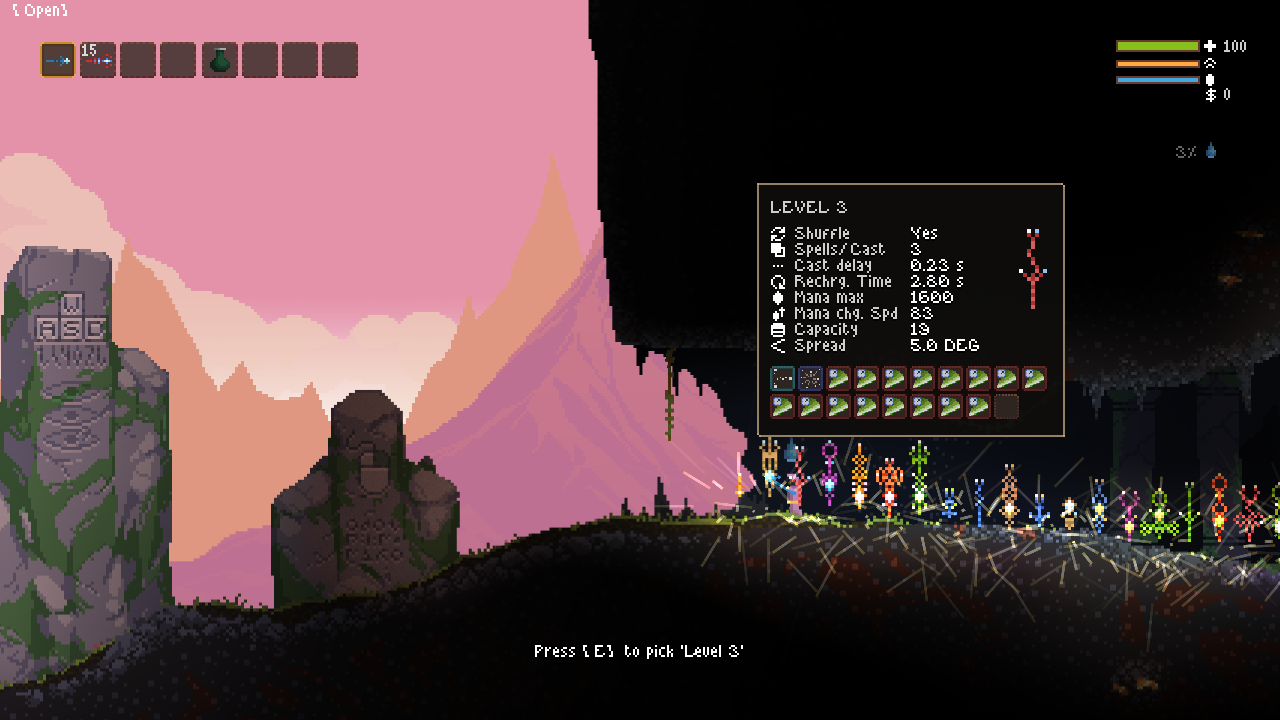 [ Open]
15
100
$ 0
3%
LEVEL 3
Shuffle Yes
Spells/Cast 3
Cast delay 0.23 s
Rechrg. Time 2.80 s
Mana max 1600
Mana chg. Spd 83
Capacity 19
Spread 5.0 DEG
W
A S D
Press [ E] to pick 'Level 3'